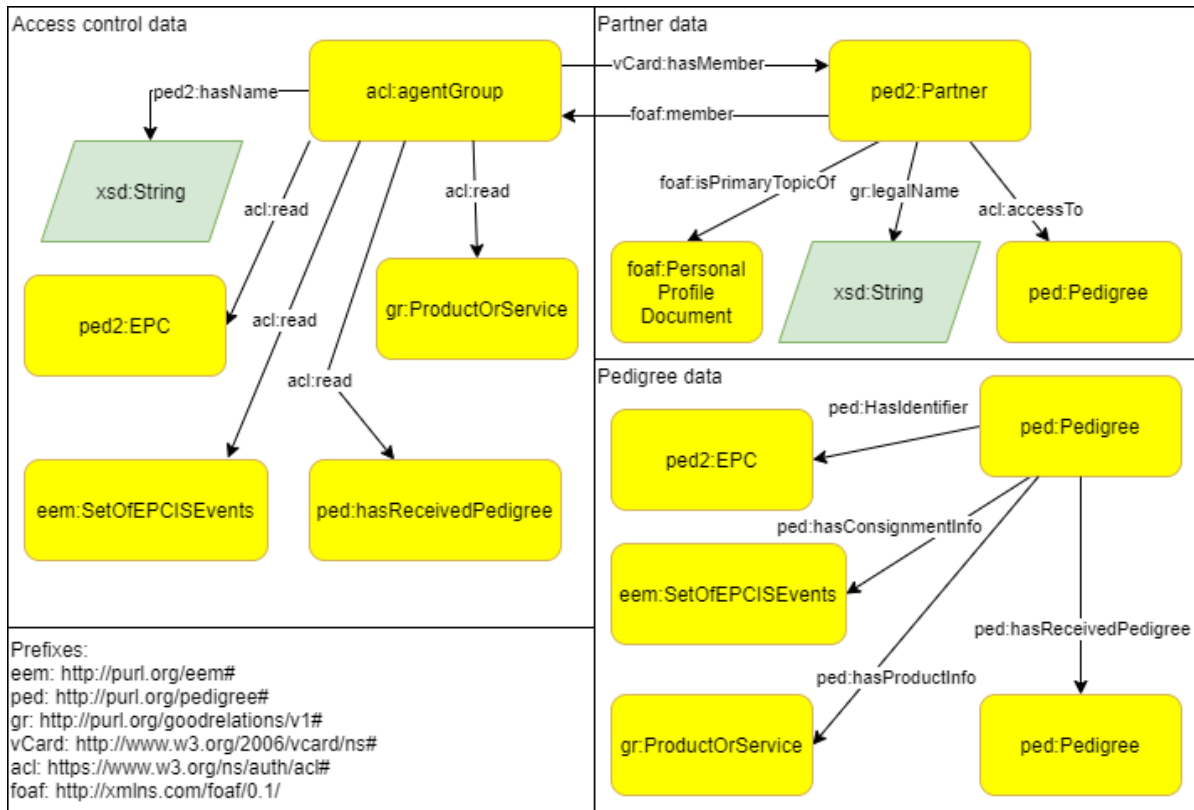 Access control data
ped2:hasName
acl:agentGroup
xsd:String
acl:read
acl:read
acl:read
acl:read
ped2:EPC
gr:ProductOrService
eem:SetOfEPCISEvents
ped:hasReceivedPedigree
Partner data
vCard:hasMember
foaf:member
ped2:Partner
foaf:isPrimaryTopicOf
gr:legalName
acl:accessTo
foaf:Personal
Profile
Document
xsd:String
ped:Pedigree
Pedigree data
ped:HasIdentifier
ped:Pedigree
ped2:EPC
ped:hasConsignmentInfo
eem:SetOfEPCISEvents
ped:hasReceivedPedigree
ped:hasProductInfo
gr:ProductOrService
ped:Pedigree
Prefixes:
eem: http://purl.org/eem#
ped: http://purl.org/pedigree#
gr: http://purl.org/goodrelations/v1#
vCard: http://www.w3.org/2006/vcard/ns#
acl: https://www.w3.org/ns/auth/acl#
foaf: http://xmlns.com/foaf/0.1/